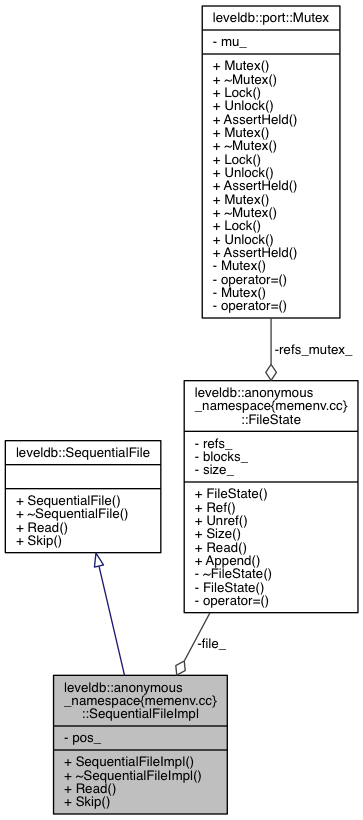 leveldb::port::Mutex
- mu_
+ Mutex()
+ ~Mutex()
+ Lock()
+ Unlock()
+ AssertHeld()
+ Mutex()
+ ~Mutex()
+ Lock()
+ Unlock()
+ AssertHeld()
+ Mutex()
+ ~Mutex()
+ Lock()
+ Unlock()
+ AssertHeld()
- Mutex()
- operator=()
- Mutex()
- operator=()
-refs_mutex_
leveldb::anonymous
_namespace{memenv.cc}
::FileState
- refs_
- blocks_
- size_
+ FileState()
+ Ref()
+ Unref()
+ Size()
+ Read()
+ Append()
- ~FileState()
- FileState()
- operator=()
leveldb::SequentialFile
+ SequentialFile()
+ ~SequentialFile()
+ Read()
+ Skip()
-file_
leveldb::anonymous
_namespace{memenv.cc}
::SequentialFileImpl
- pos_
+ SequentialFileImpl()
+ ~SequentialFileImpl()
+ Read()
+ Skip()